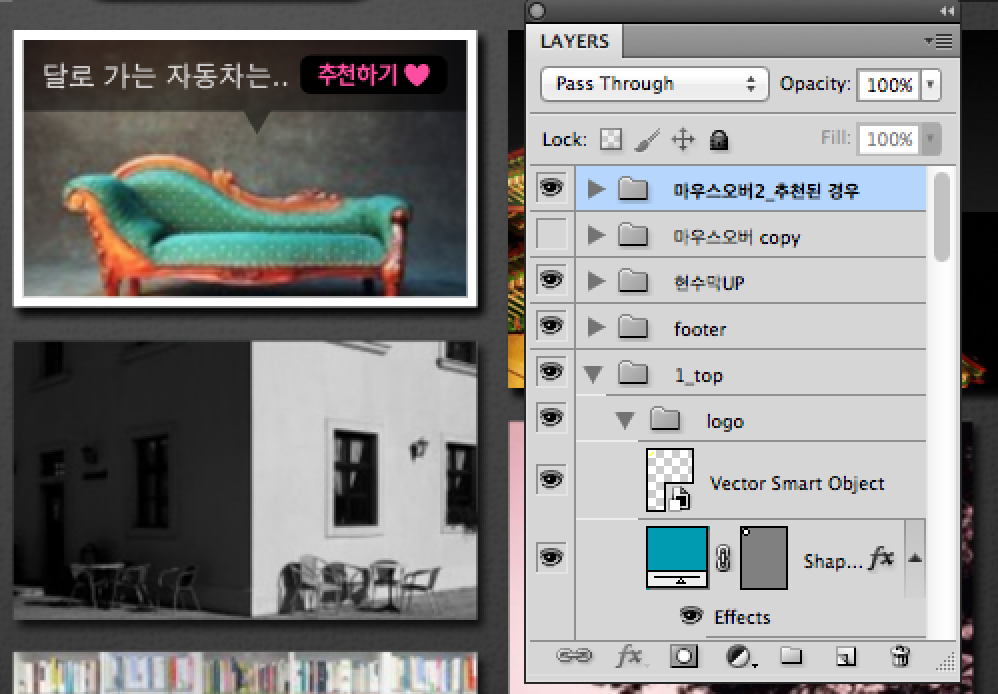 달로 가는 자동차는..
추천하기
LAYERS
Pass Through
Opacity: 100%
Lock:
Fill: 100%
마우스오버2_추천된 경우
마우스오버 copy
현수막UP
footer
1_top
logo
Vector Smart Object
Shap... fx
Effects
fx